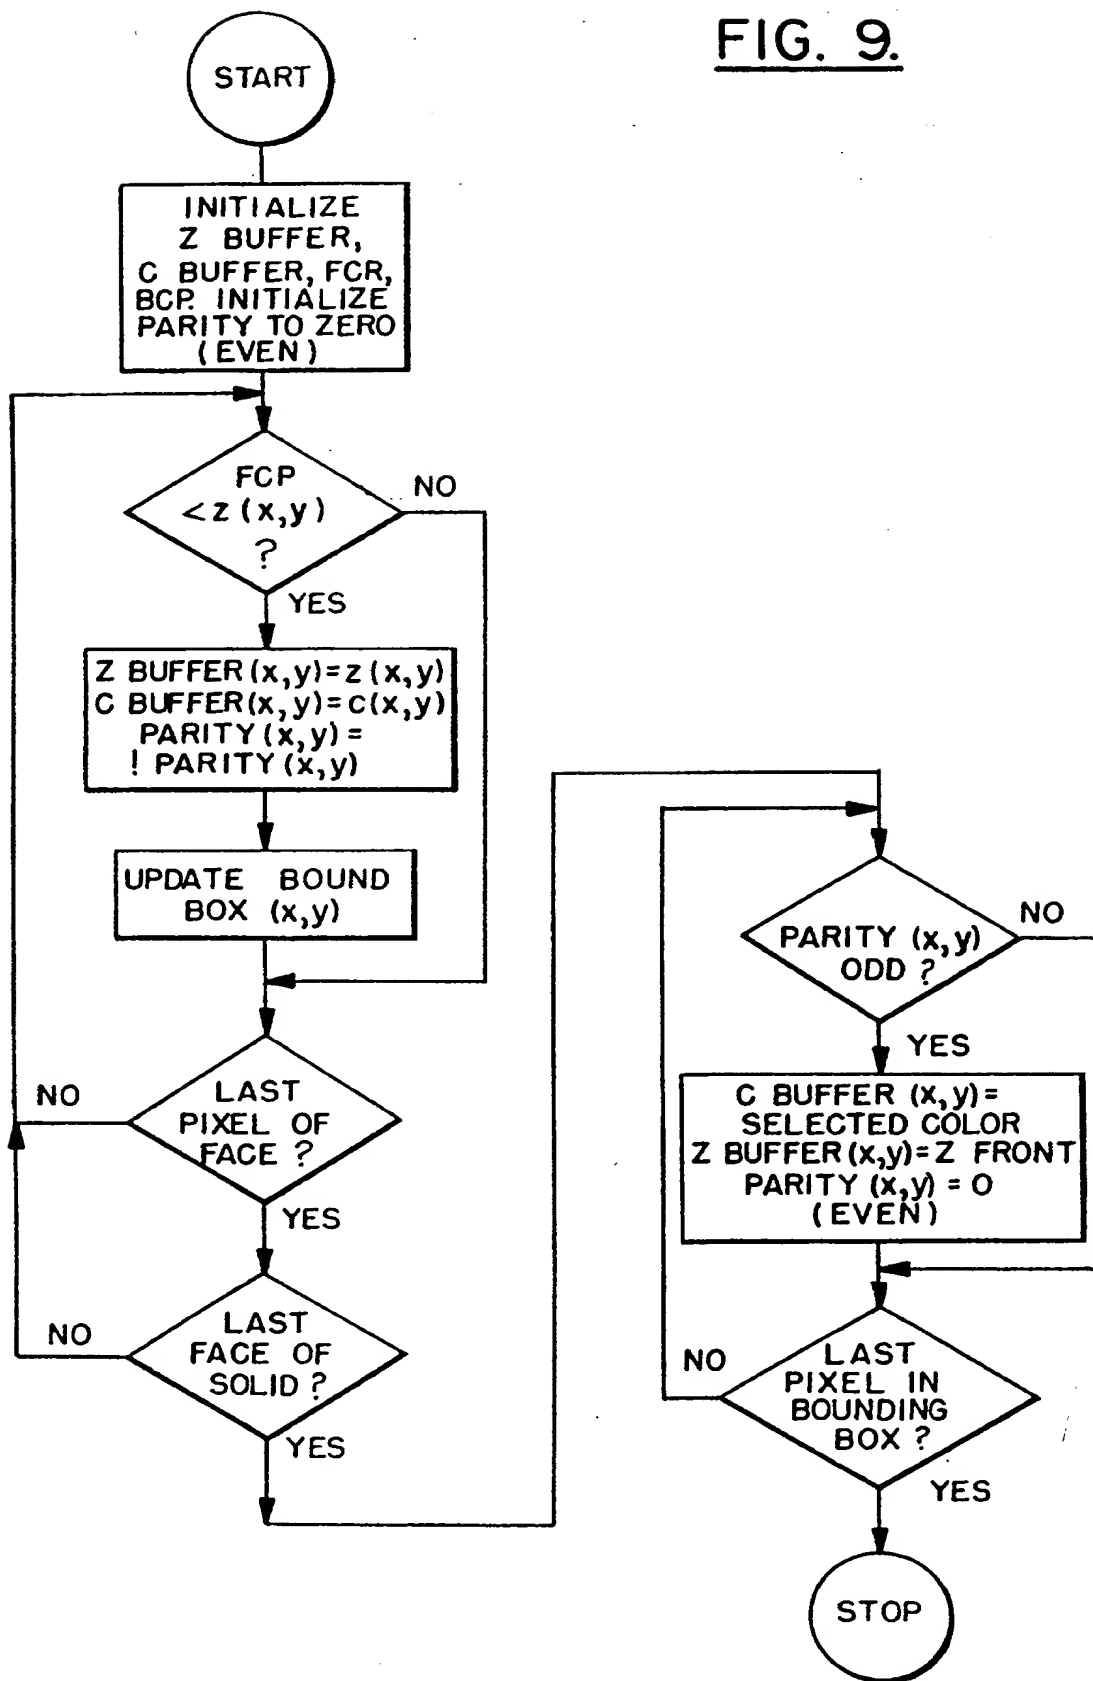 FIG. 9.
START
INITIALIZE
Z BUFFER,
C BUFFER, FCR,
BCP. INITIALIZE
PARITY TO ZERO
(EVEN)
FCP
< z (x,y)
?
NO
YES
Z BUFFER(x,y)=z(x,y)
C BUFFER(x,y)=c(x,y)
PARITY(x,y)=
! PARITY(x,y)
UPDATE BOUND
BOX (x,y)
LAST
PIXEL OF
FACE ?
NO
YES
LAST
FACE OF
SOLID ?
NO
YES
PARITY (x,y)
ODD ?
NO
YES
C BUFFER (x,y)=
SELECTED COLOR
Z BUFFER(x,y)=Z FRONT
PARITY (x,y) = 0
(EVEN)
LAST
PIXEL IN
BOUNDING
BOX ?
NO
YES
STOP